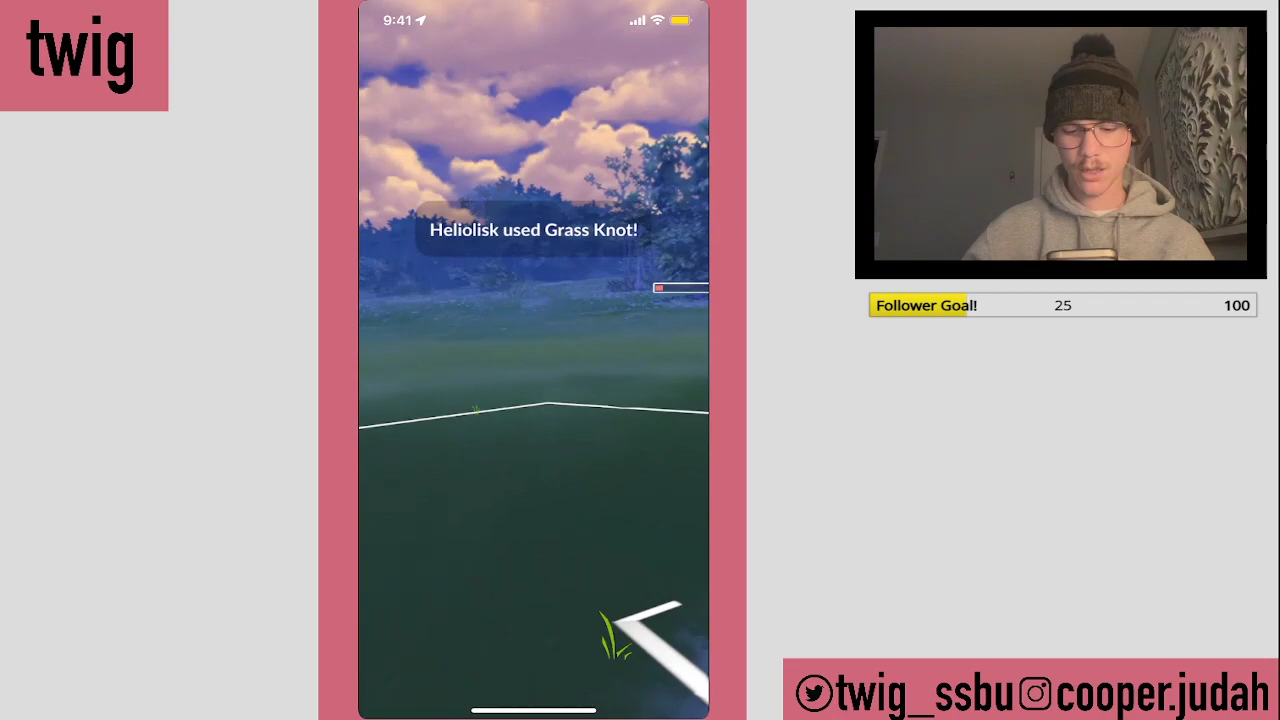 twig
9:41
Heliolisk used Grass Knot!
Follower Goal! 25 100
twig_ssbu cooper.judah